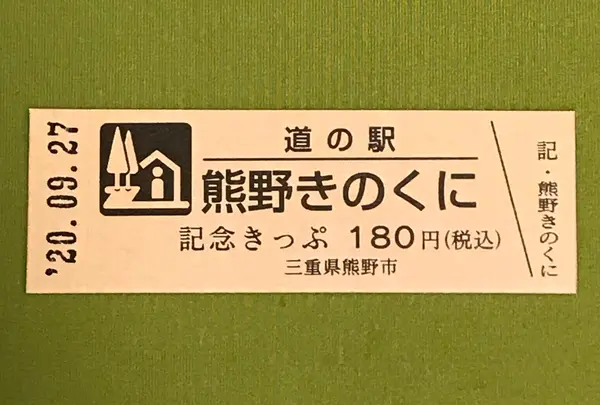 '20.09.27
道の駅
熊野きのくに
記念きっぷ 180円(税込)
三重県熊野市
記・熊野きのくに